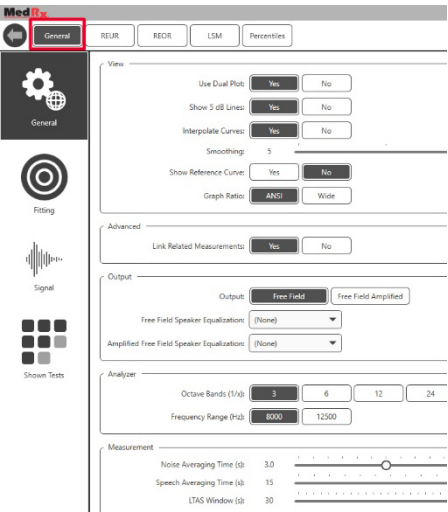 MedRx
General REUR REOR LSM Percentiles
General
Fitting
Signal
Shown Tests
View
Use Dual Plot: Yes No
Show 5 dB Lines: Yes No
Interpolate Curves: Yes No
Smoothing: 5
Show Reference Curve: Yes No
Graph Ratio: ANSI Wide
Advanced
Link Related Measurements: Yes No
Output
Output: Free Field Free Field Amplified
Free Field Speaker Equalization: (None)
Amplified Free Field Speaker Equalization: (None)
Analyzer
Octave Bands (1/x): 3 6 12 24
Frequency Range (Hz): 8000 12500
Measurement
Noise Averaging Time (s): 3.0
Speech Averaging Time (s): 15
LTAS Window (s): 30